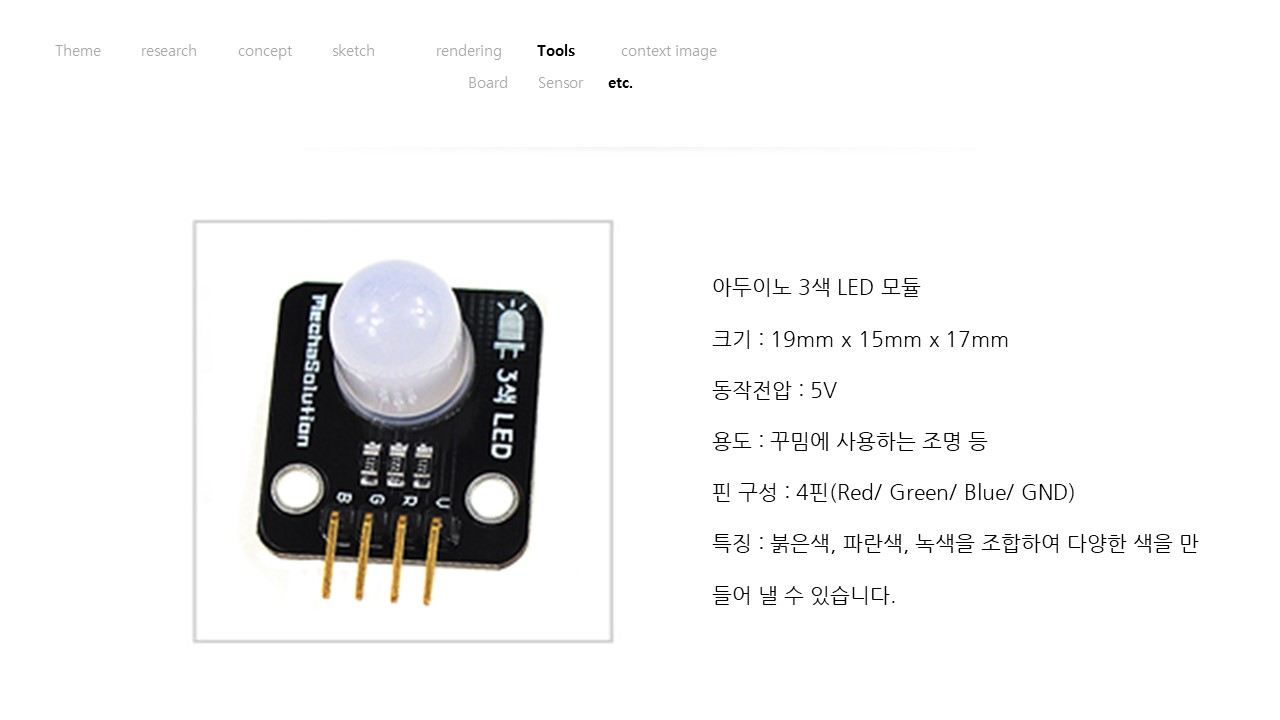 Theme research concept sketch rendering Tools context image
Board Sensor etc.
MechaSolution
3색 LED
B G R U
아두이노 3색 LED 모듈
크기 : 19mm x 15mm x 17mm
동작전압 : 5V
용도 : 꾸밈에 사용하는 조명 등
핀 구성 : 4핀(Red/ Green/ Blue/ GND)
특징 : 붉은색, 파란색, 녹색을 조합하여 다양한 색을 만
들어 낼 수 있습니다.